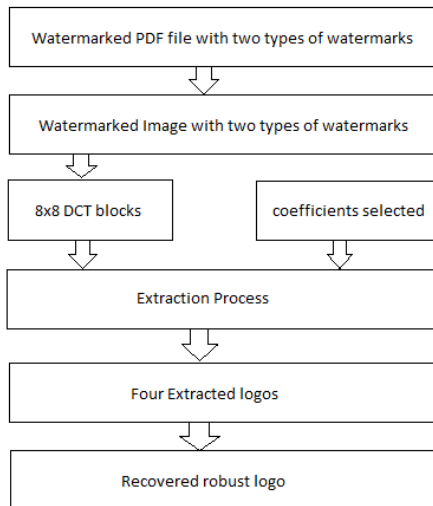 Watermarked PDF file with two types of watermarks
Watermarked Image with two types of watermarks
8x8 DCT blocks
coefficients selected
Extraction Process
Four Extracted logos
Recovered robust logo